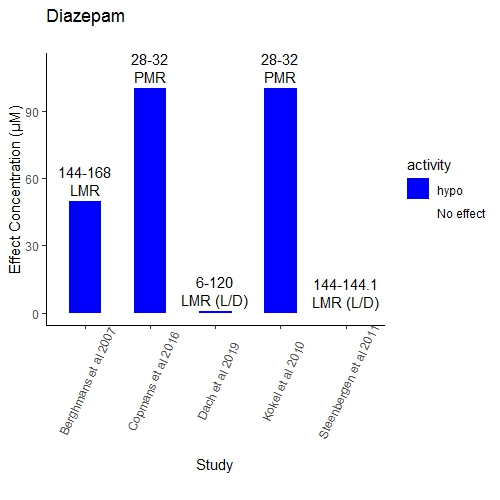 Diazepam
Effect Concentration (µM)
90
60
30
0
144-168
LMR
28-32
PMR
6-120
LMR (L/D)
28-32
PMR
144-144.1
LMR (L/D)
Berghmans et al 2007
Copmans et al 2016
Dach et al 2019
Kokel et al 2010
Steenbergen et al 2011
Study
activity
hypo
No effect